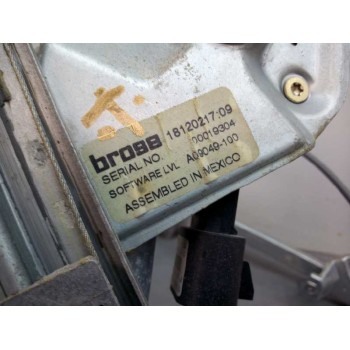 brose 18120217:09
SERIAL NO. 00019304
SOFTWARE LVL A09049-100
ASSEMBLED IN MEXICO